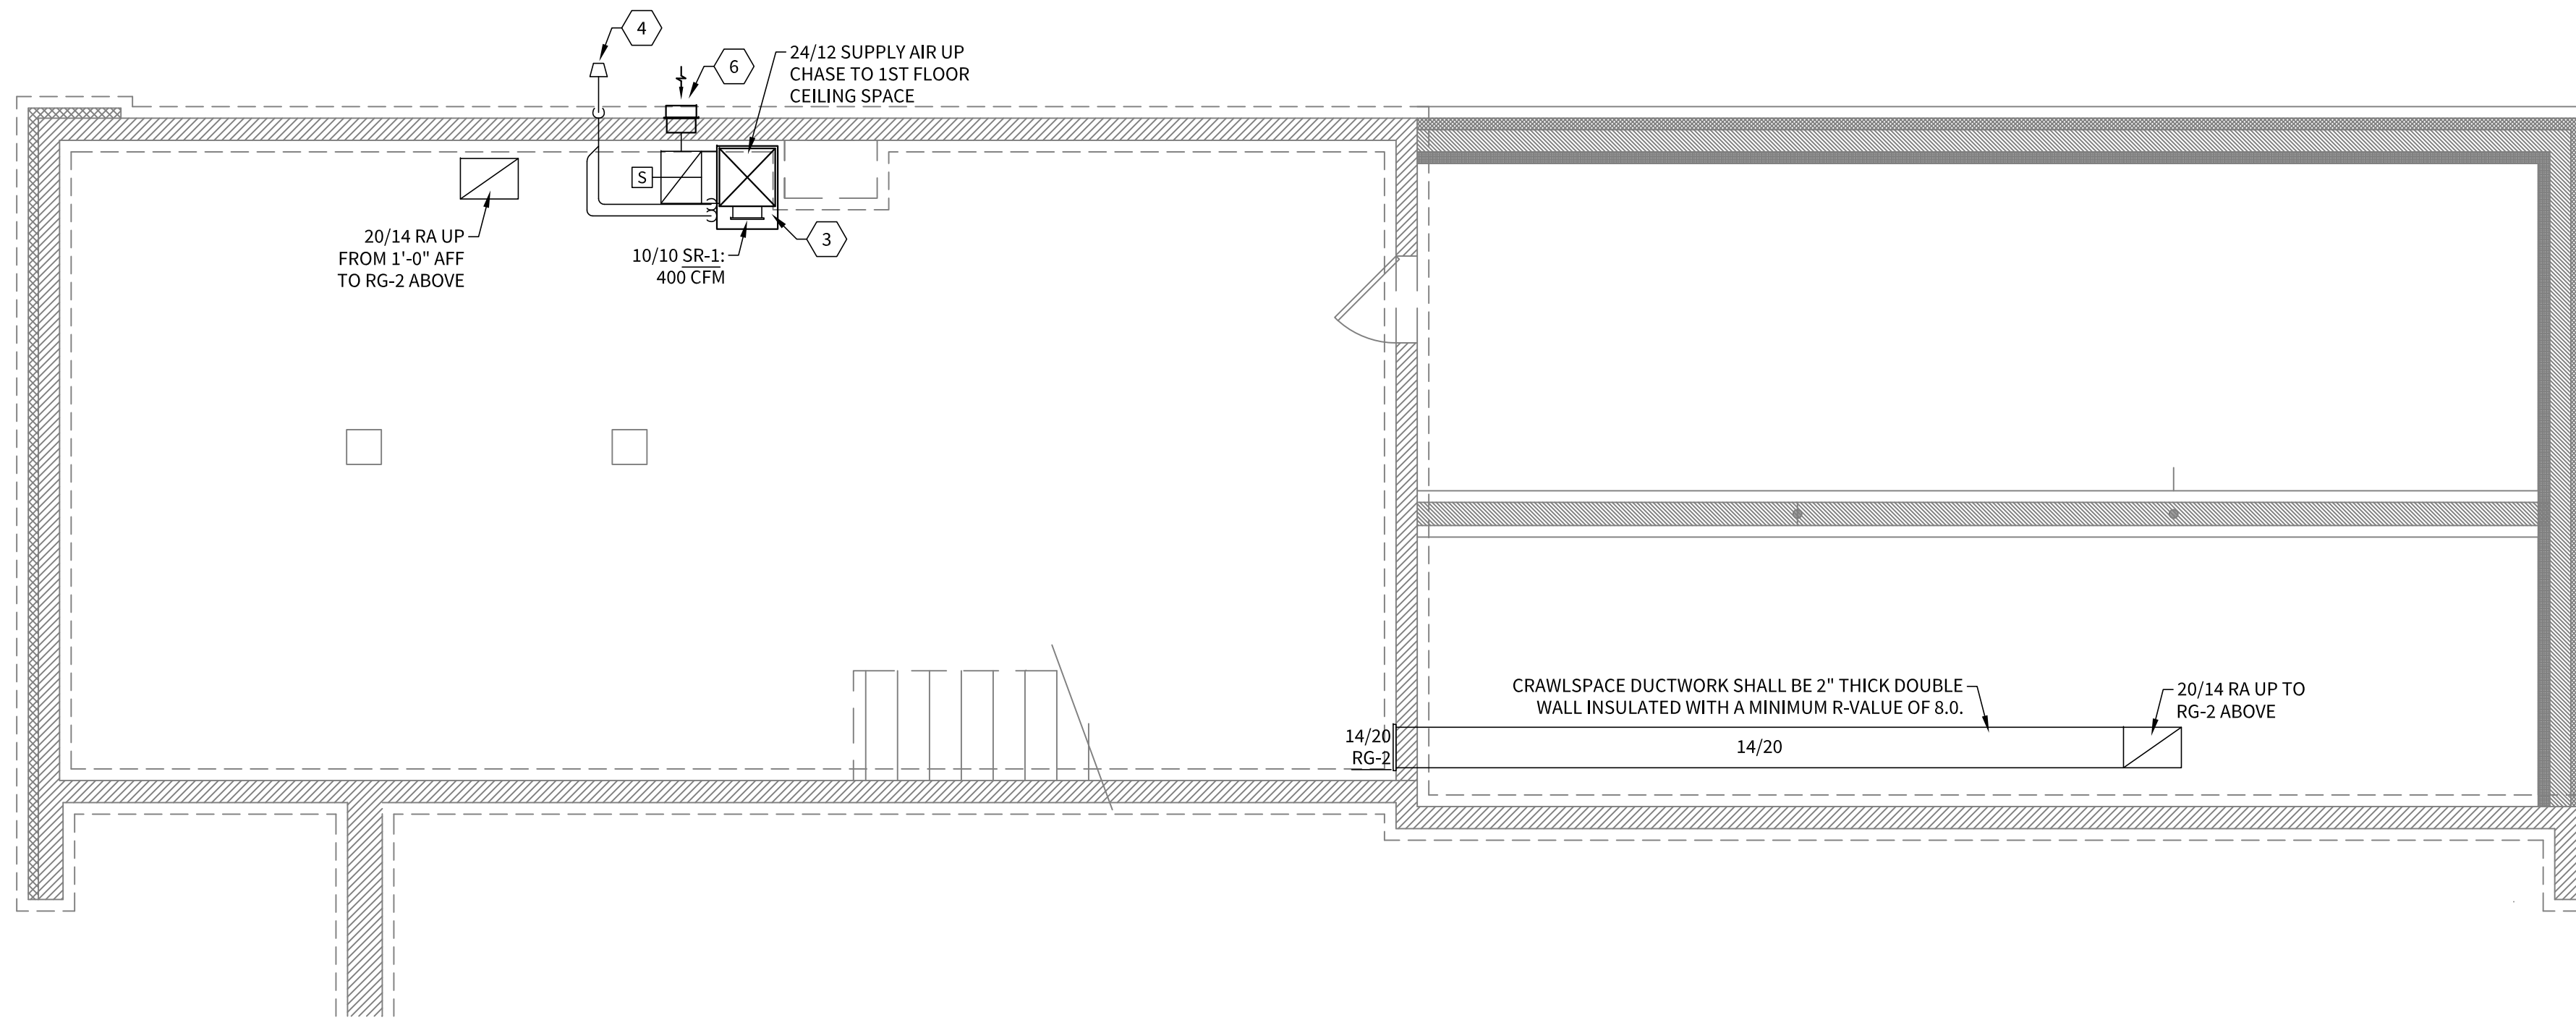 4
6
24/12 SUPPLY AIR UP
CHASE TO 1ST FLOOR
CEILING SPACE
S
20/14 RA UP
FROM 1'-0" AFF
TO RG-2 ABOVE
10/10 SR-1:
400 CFM
3
CRAWLSPACE DUCTWORK SHALL BE 2" THICK DOUBLE
WALL INSULATED WITH A MINIMUM R-VALUE OF 8.0.
20/14 RA UP TO
RG-2 ABOVE
14/20
RG-2
14/20